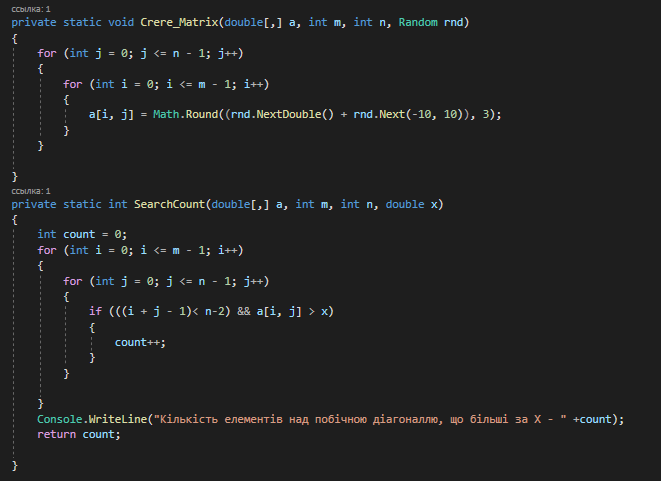 ссылка: 1
private static void Crere_Matrix(double[,] a, int m, int n, Random rnd)
{
for (int j = 0; j <= n - 1; j++)
{
for (int i = 0; i <= m - 1; i++)
{
a[i, j] = Math.Round((rnd.NextDouble() + rnd.Next(-10, 10)), 3);
}
}
}
ссылка: 1
private static int SearchCount(double[,] a, int m, int n, double x)
{
int count = 0;
for (int i = 0; i <= m - 1; i++)
{
for (int j = 0; j <= n - 1; j++)
{
if (((i + j - 1)< n-2) && a[i, j] > x)
{
count++;
}
}
}
Console.WriteLine("Кількість елементів над побічною діагоналлю, що більші за X - " +count);
return count;
}